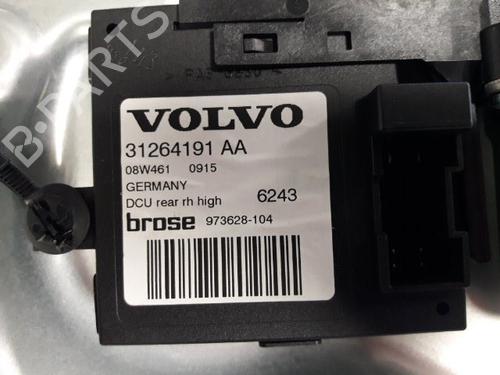 B-PARTS
VOLVO
31264191 AA
08W461 0915
GERMANY
DCU rear rh high 6243
brose 973628-104